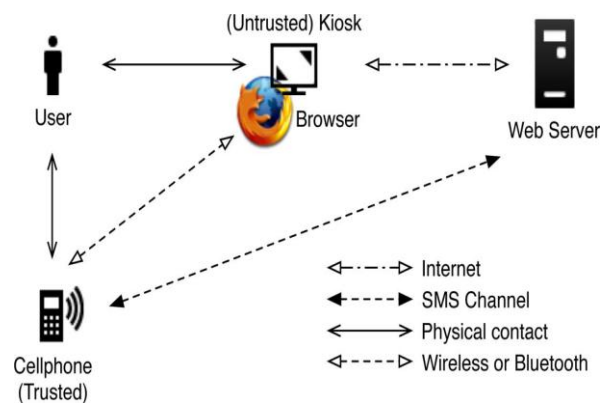 (Untrusted) Kiosk
User
Browser
Web Server
Internet
SMS Channel
Physical contact
Wireless or Bluetooth
Cellphone
(Trusted)